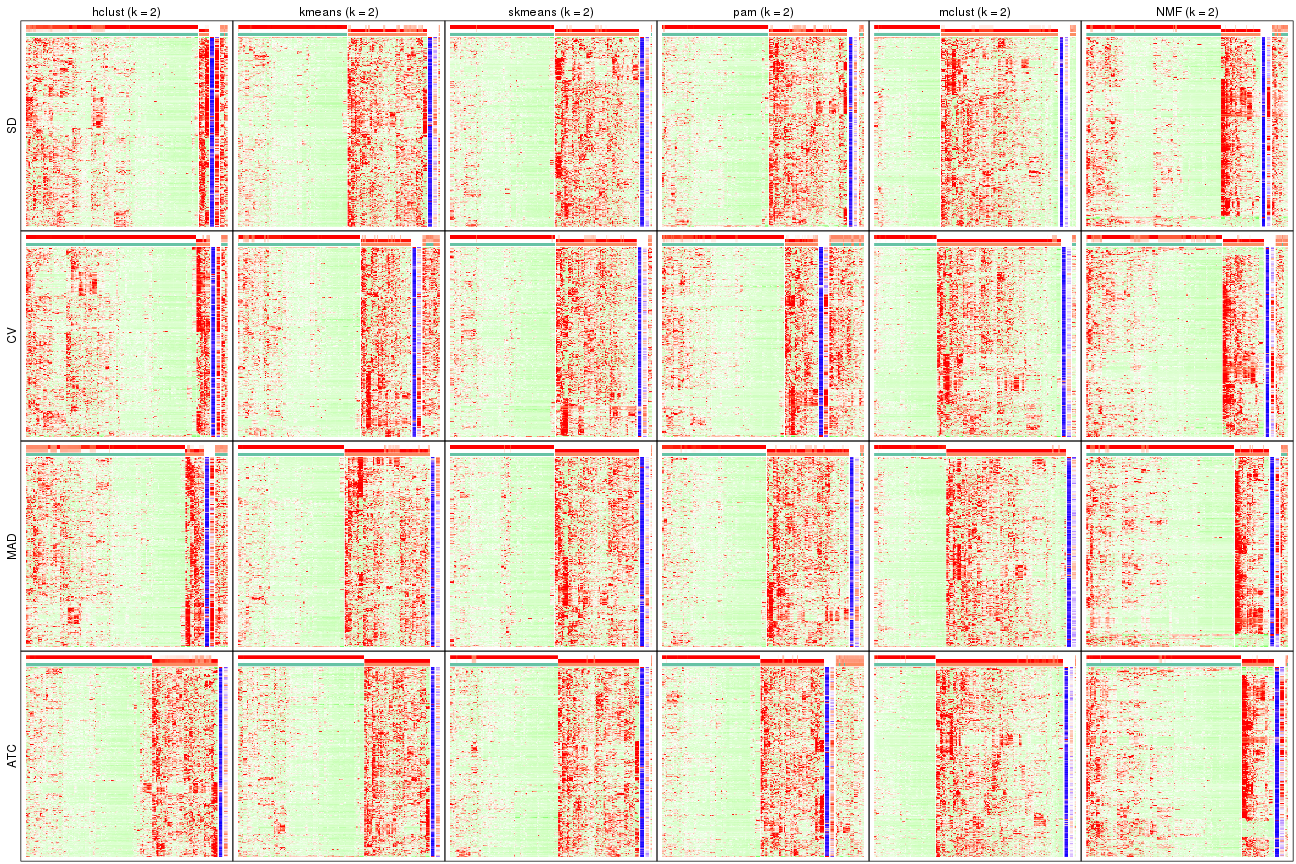 hclust (k = 2) kmeans (k = 2) skmeans (k = 2) pam (k = 2) mclust (k = 2) NMF (k = 2)
SD
CV
MAD
ATC